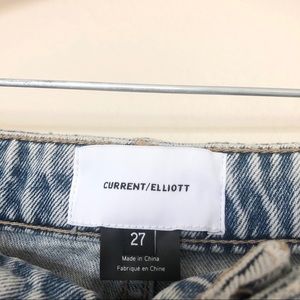 CURRENT/ELLIOTT
27
Made in China
Fabriqué en Chine